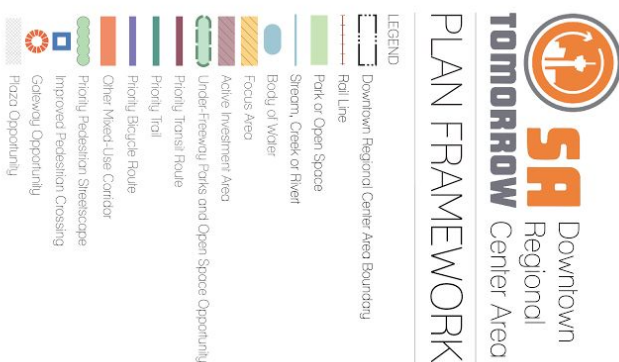 SA
TOMORROW
Downtown
Regional
Center Area
PLAN FRAMEWORK
LEGEND
Downtown Regional Center Area Boundary
Rail Line
Park or Open Space
Stream, Creek or Rivert
Body of Water
Focus Area
Active Investment Area
Under-Freeway Parks and Open Space Opportunity
Priority Transit Route
Priority Trail
Priority Bicycle Route
Other Mixed-Use Corridor
Priority Pedestrian Streetscape
Improved Pedestrian Crossing
Gateway Opportunity
Plaza Opportunity